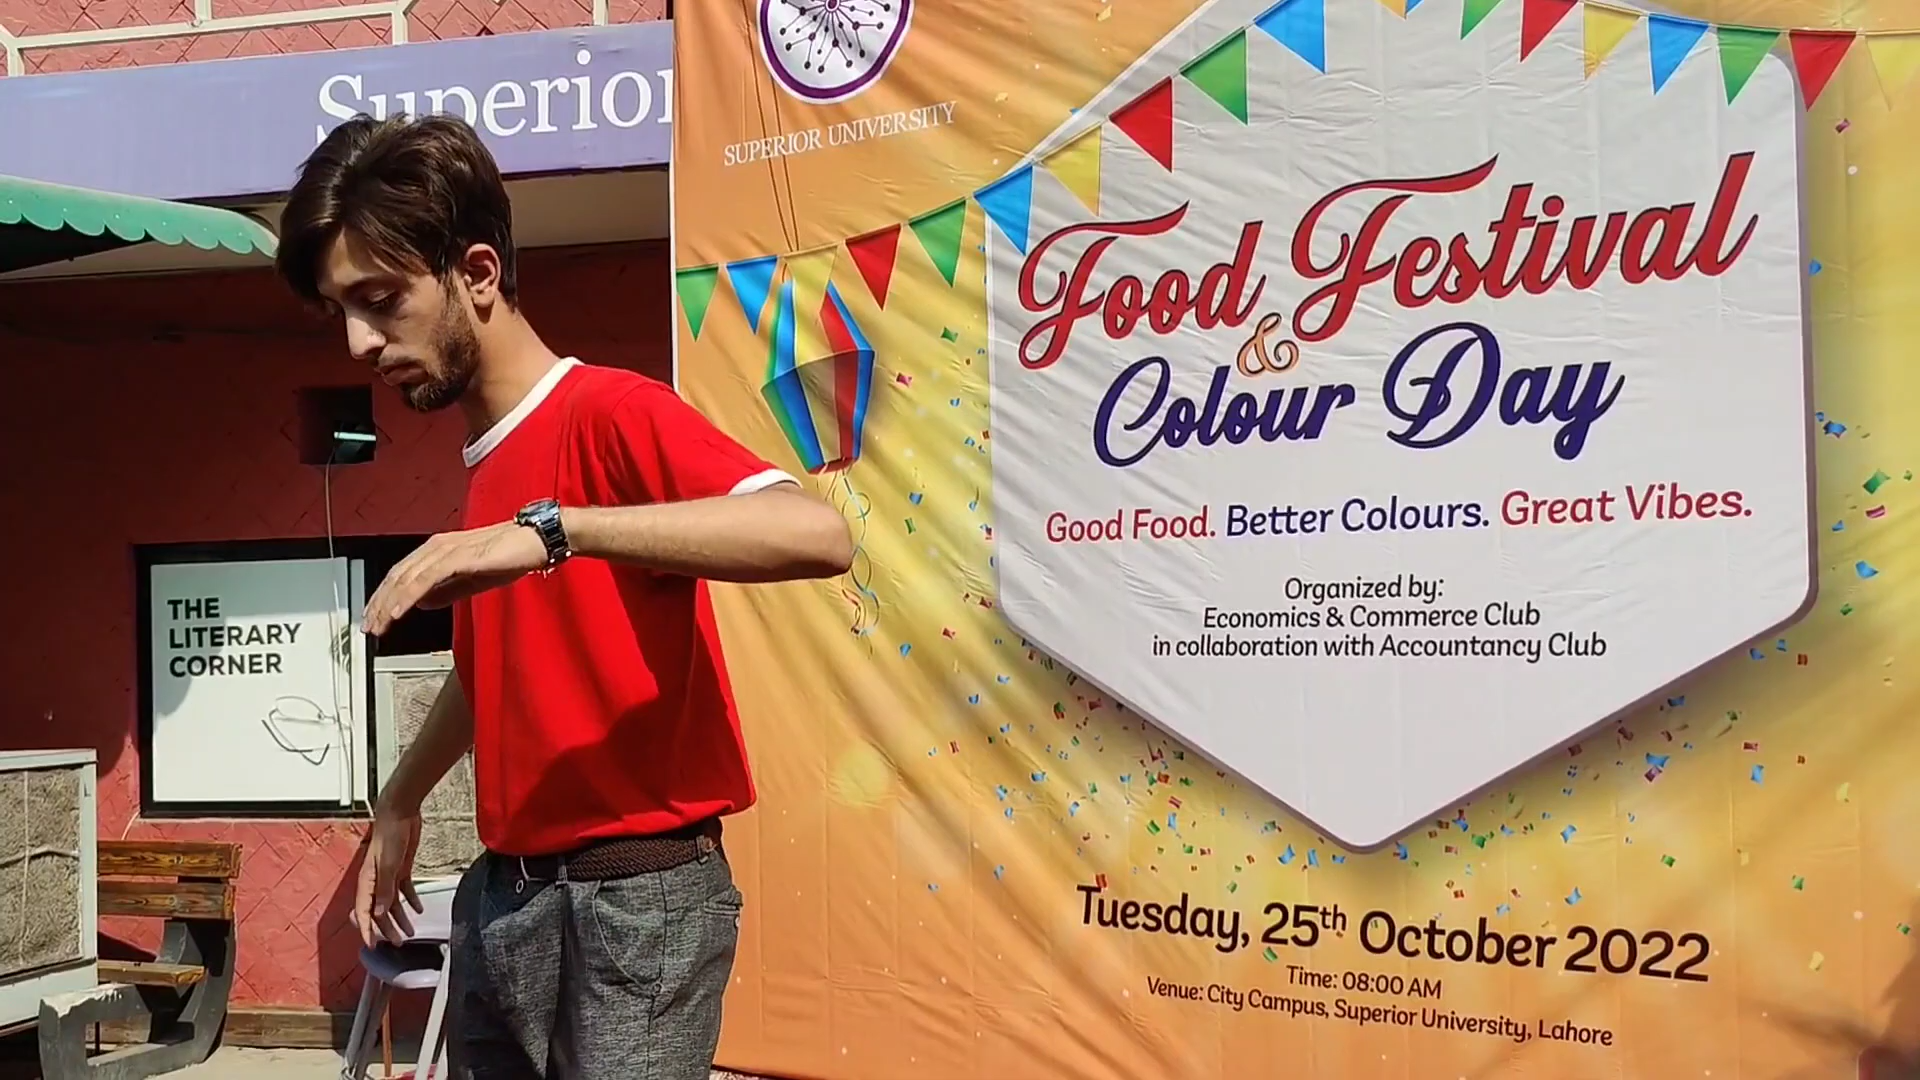 Superior
SUPERIOR UNIVERSITY
Food Festival
&
Colour Day
Good Food. Better Colours. Great Vibes.
Organized by:
Economics & Commerce Club
in collaboration with Accountancy Club
THE
LITERARY
CORNER
Tuesday, 25th October 2022
Time: 08:00 AM
Venue: City Campus, Superior University, Lahore